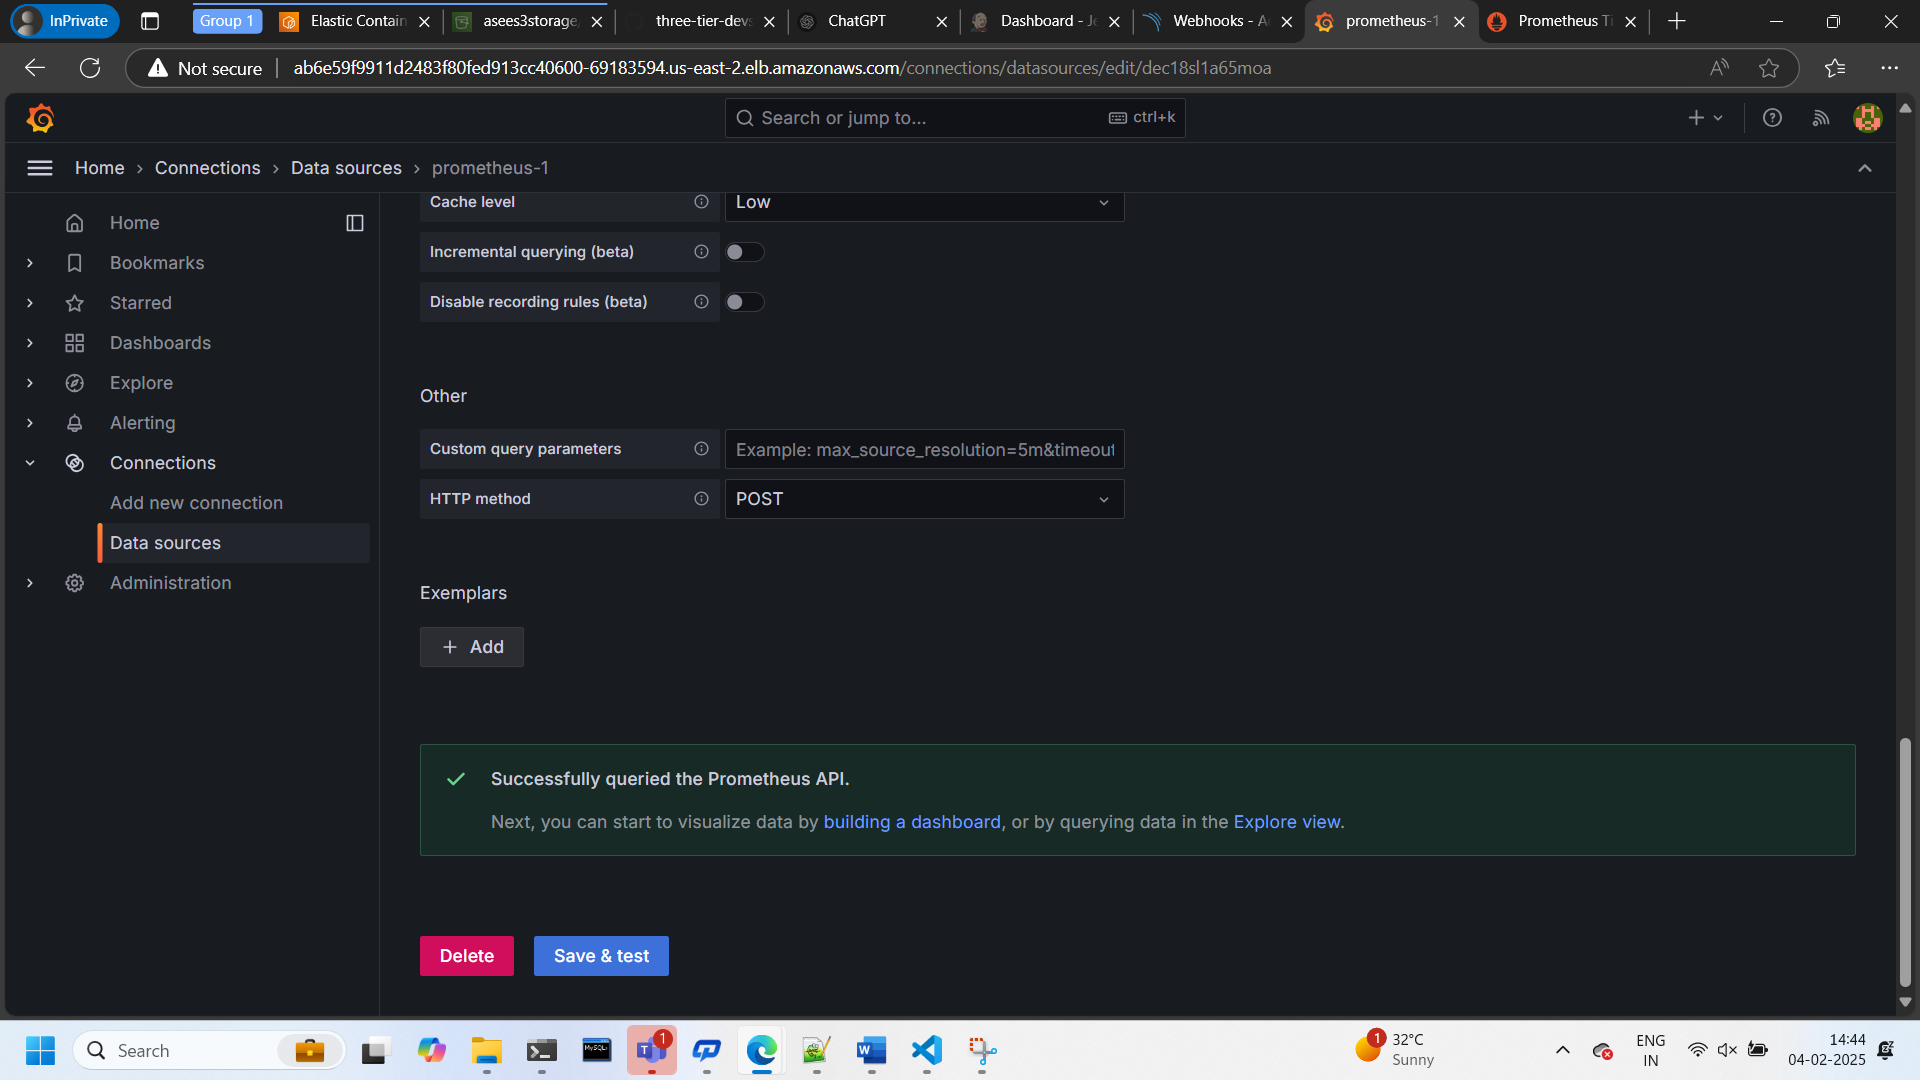 InPrivate
Group 1
Elastic Contain
asees3storage
three-tier-devs
ChatGPT
Dashboard - Je
Webhooks - A
prometheus-1
Prometheus Ti
Not secure
ab6e59f9911d2483f80fed913cc40600-69183594.us-east-2.elb.amazonaws.com/connections/datasources/edit/dec18sl1a65moa
Search or jump to...
ctrl+k
Home > Connections > Data sources > prometheus-1
Home
Bookmarks
Starred
Dashboards
Explore
Alerting
Connections
Add new connection
Data sources
Administration
Cache level
Low
Incremental querying (beta)
Disable recording rules (beta)
Other
Custom query parameters
Example: max_source_resolution=5m&timeout
HTTP method
POST
Exemplars
+ Add
Successfully queried the Prometheus API.
Next, you can start to visualize data by building a dashboard, or by querying data in the Explore view.
Delete
Save & test
Search
MySQL
1
1
32°C
Sunny
ENG
IN
14:44
04-02-2025